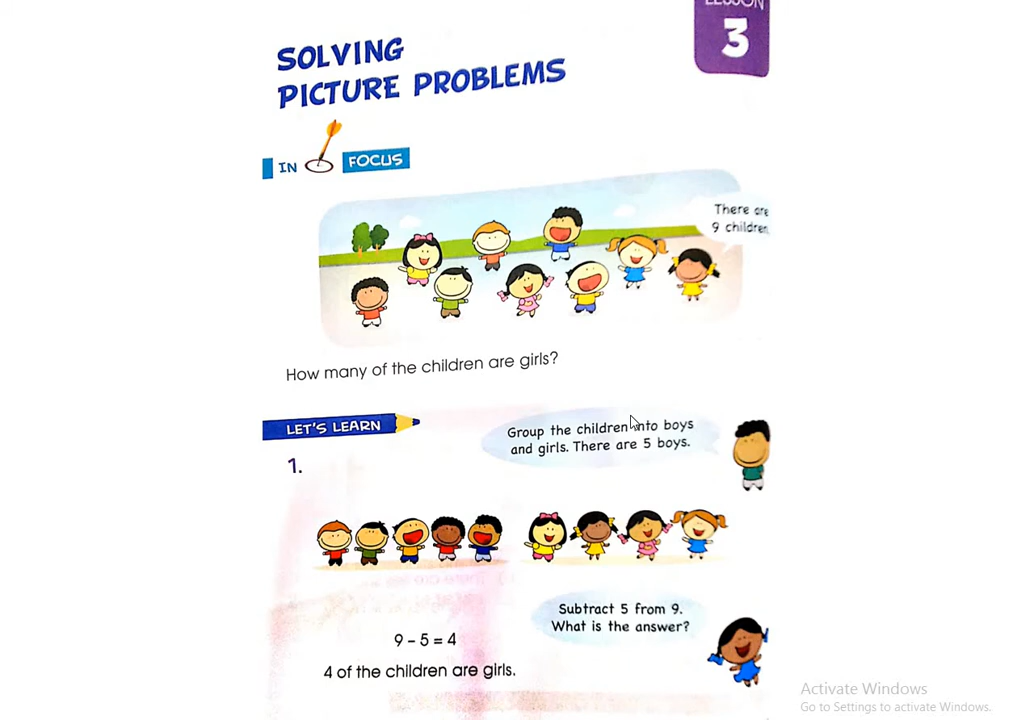 LESSON
3
SOLVING
PICTURE PROBLEMS
IN FOCUS
There are
9 children.
How many of the children are girls?
LET'S LEARN
Group the children into boys
and girls. There are 5 boys.
1.
Subtract 5 from 9.
What is the answer?
9 – 5 = 4
4 of the children are girls.
Activate Windows
Go to Settings to activate Windows.